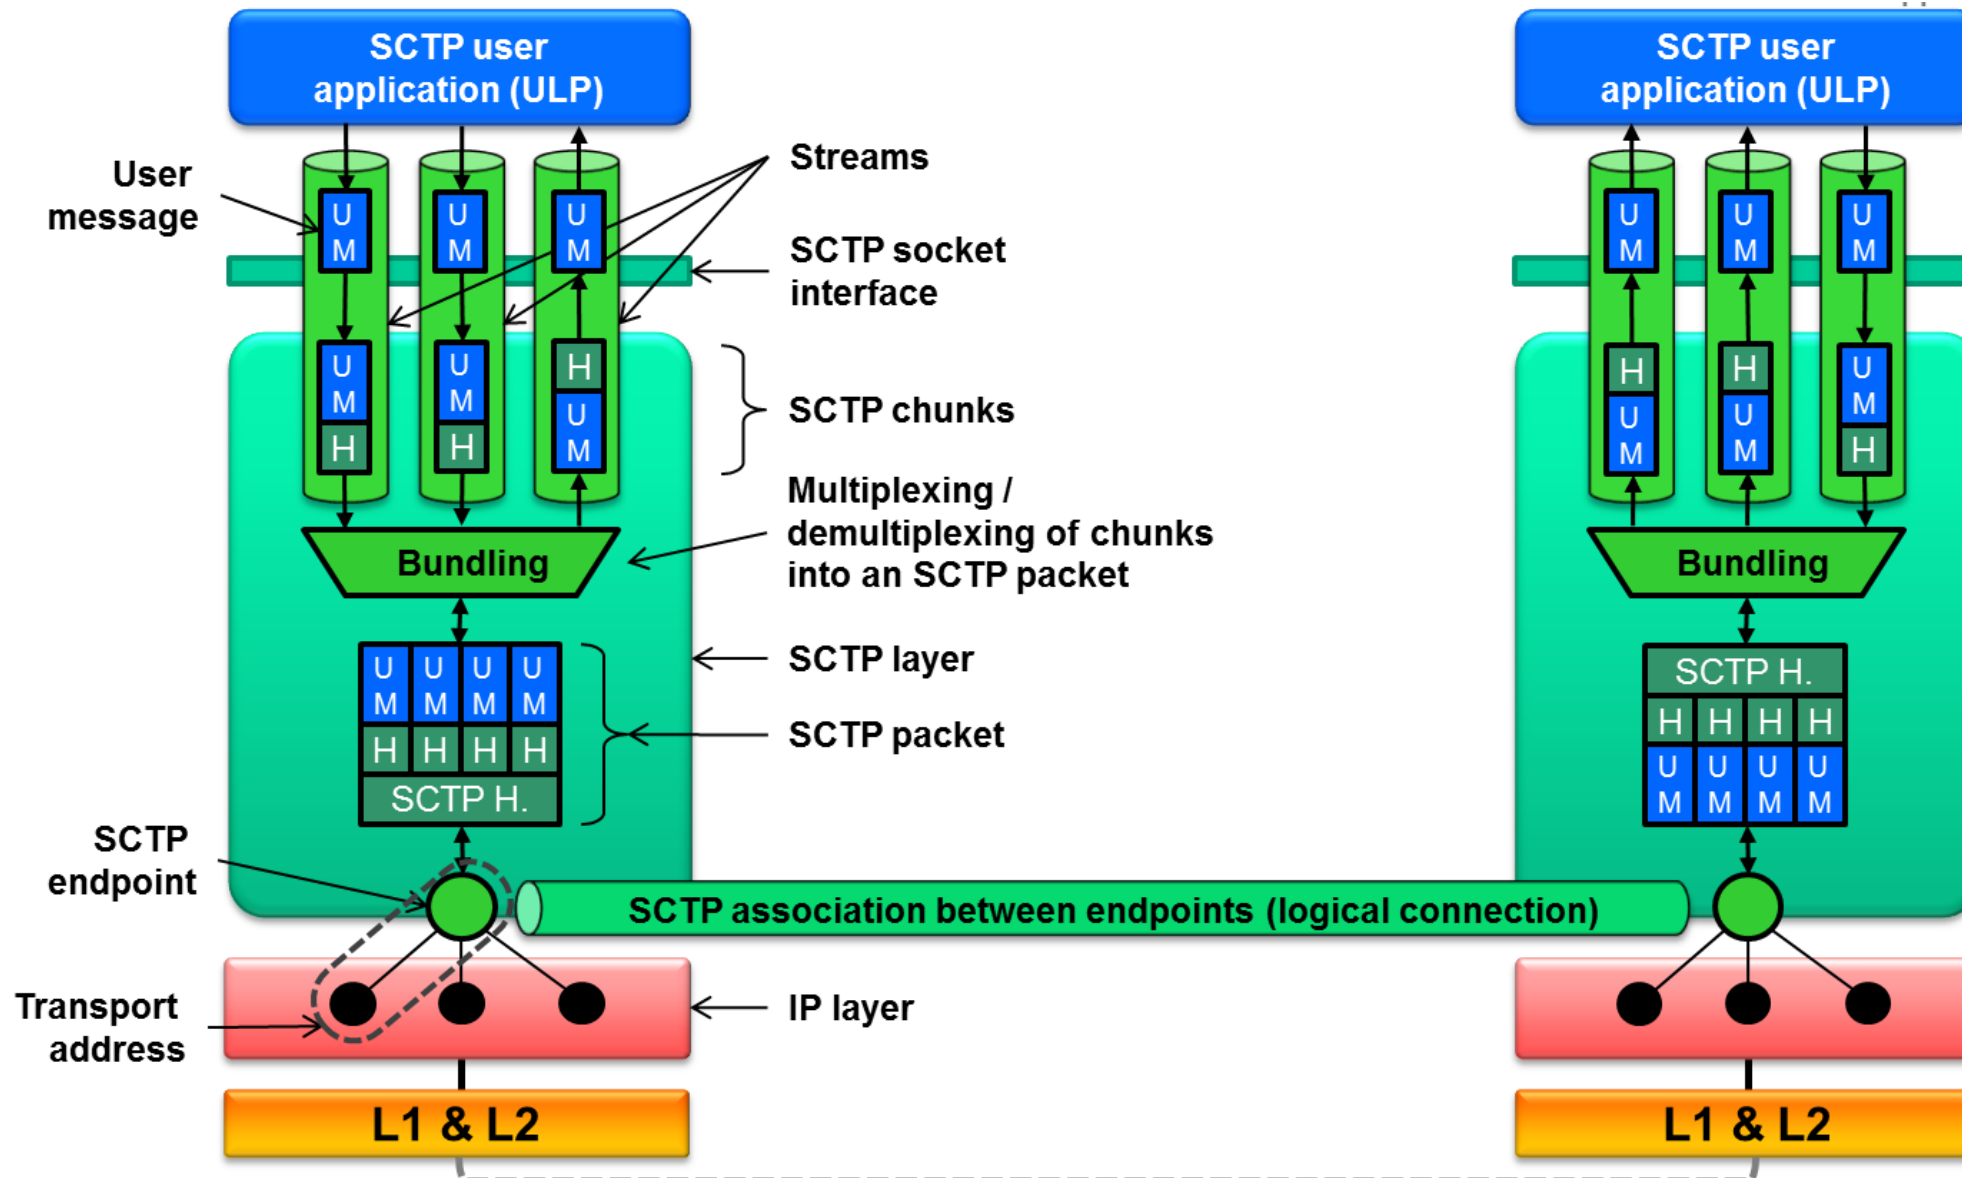 SCTP user
application (ULP)
SCTP user
application (ULP)
User
message
Streams
SCTP socket
interface
U
M
U
M
U
M
U
M
U
M
U
M
U
M
H
U
M
H
H
U
M
H
U
M
H
U
M
U
M
H
SCTP chunks
Multiplexing /
demultiplexing of chunks
into an SCTP packet
Bundling
Bundling
SCTP layer
SCTP packet
U U U U
M M M M
H H H H
SCTP H.
SCTP H.
H H H H
U U U U
M M M M
SCTP
endpoint
SCTP association between endpoints (logical connection)
Transport
address
IP layer
L1 & L2
L1 & L2